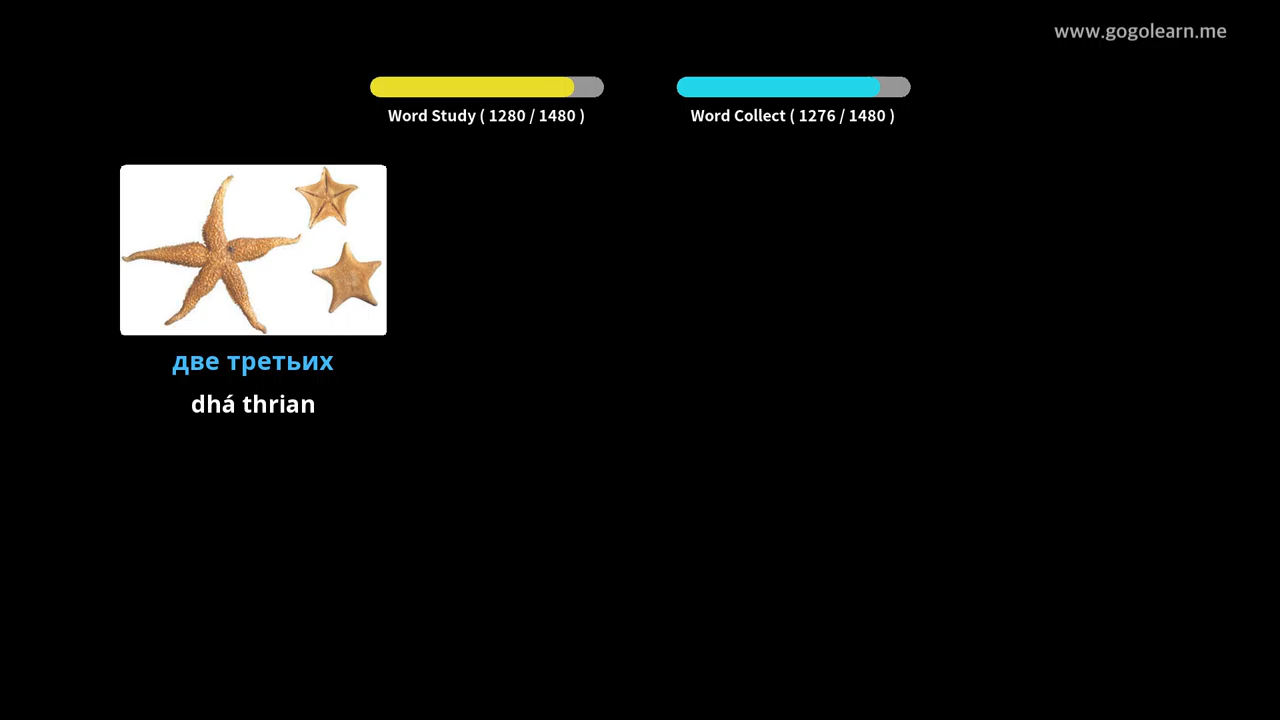 www.gogolearn.me
Word Study ( 1280 / 1480 )
Word Collect ( 1276 / 1480 )
две третьих
dhá thrian